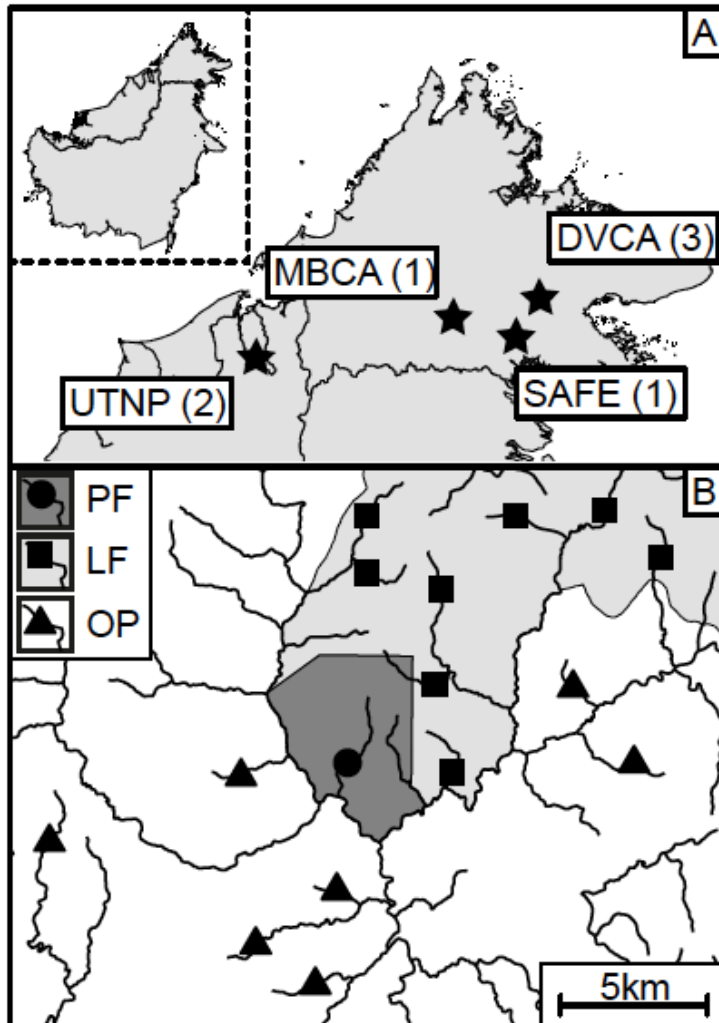 A
DVCA (3)
MBCA (1)
UTNP (2)
SAFE (1)
B
PF
LF
OP
5km